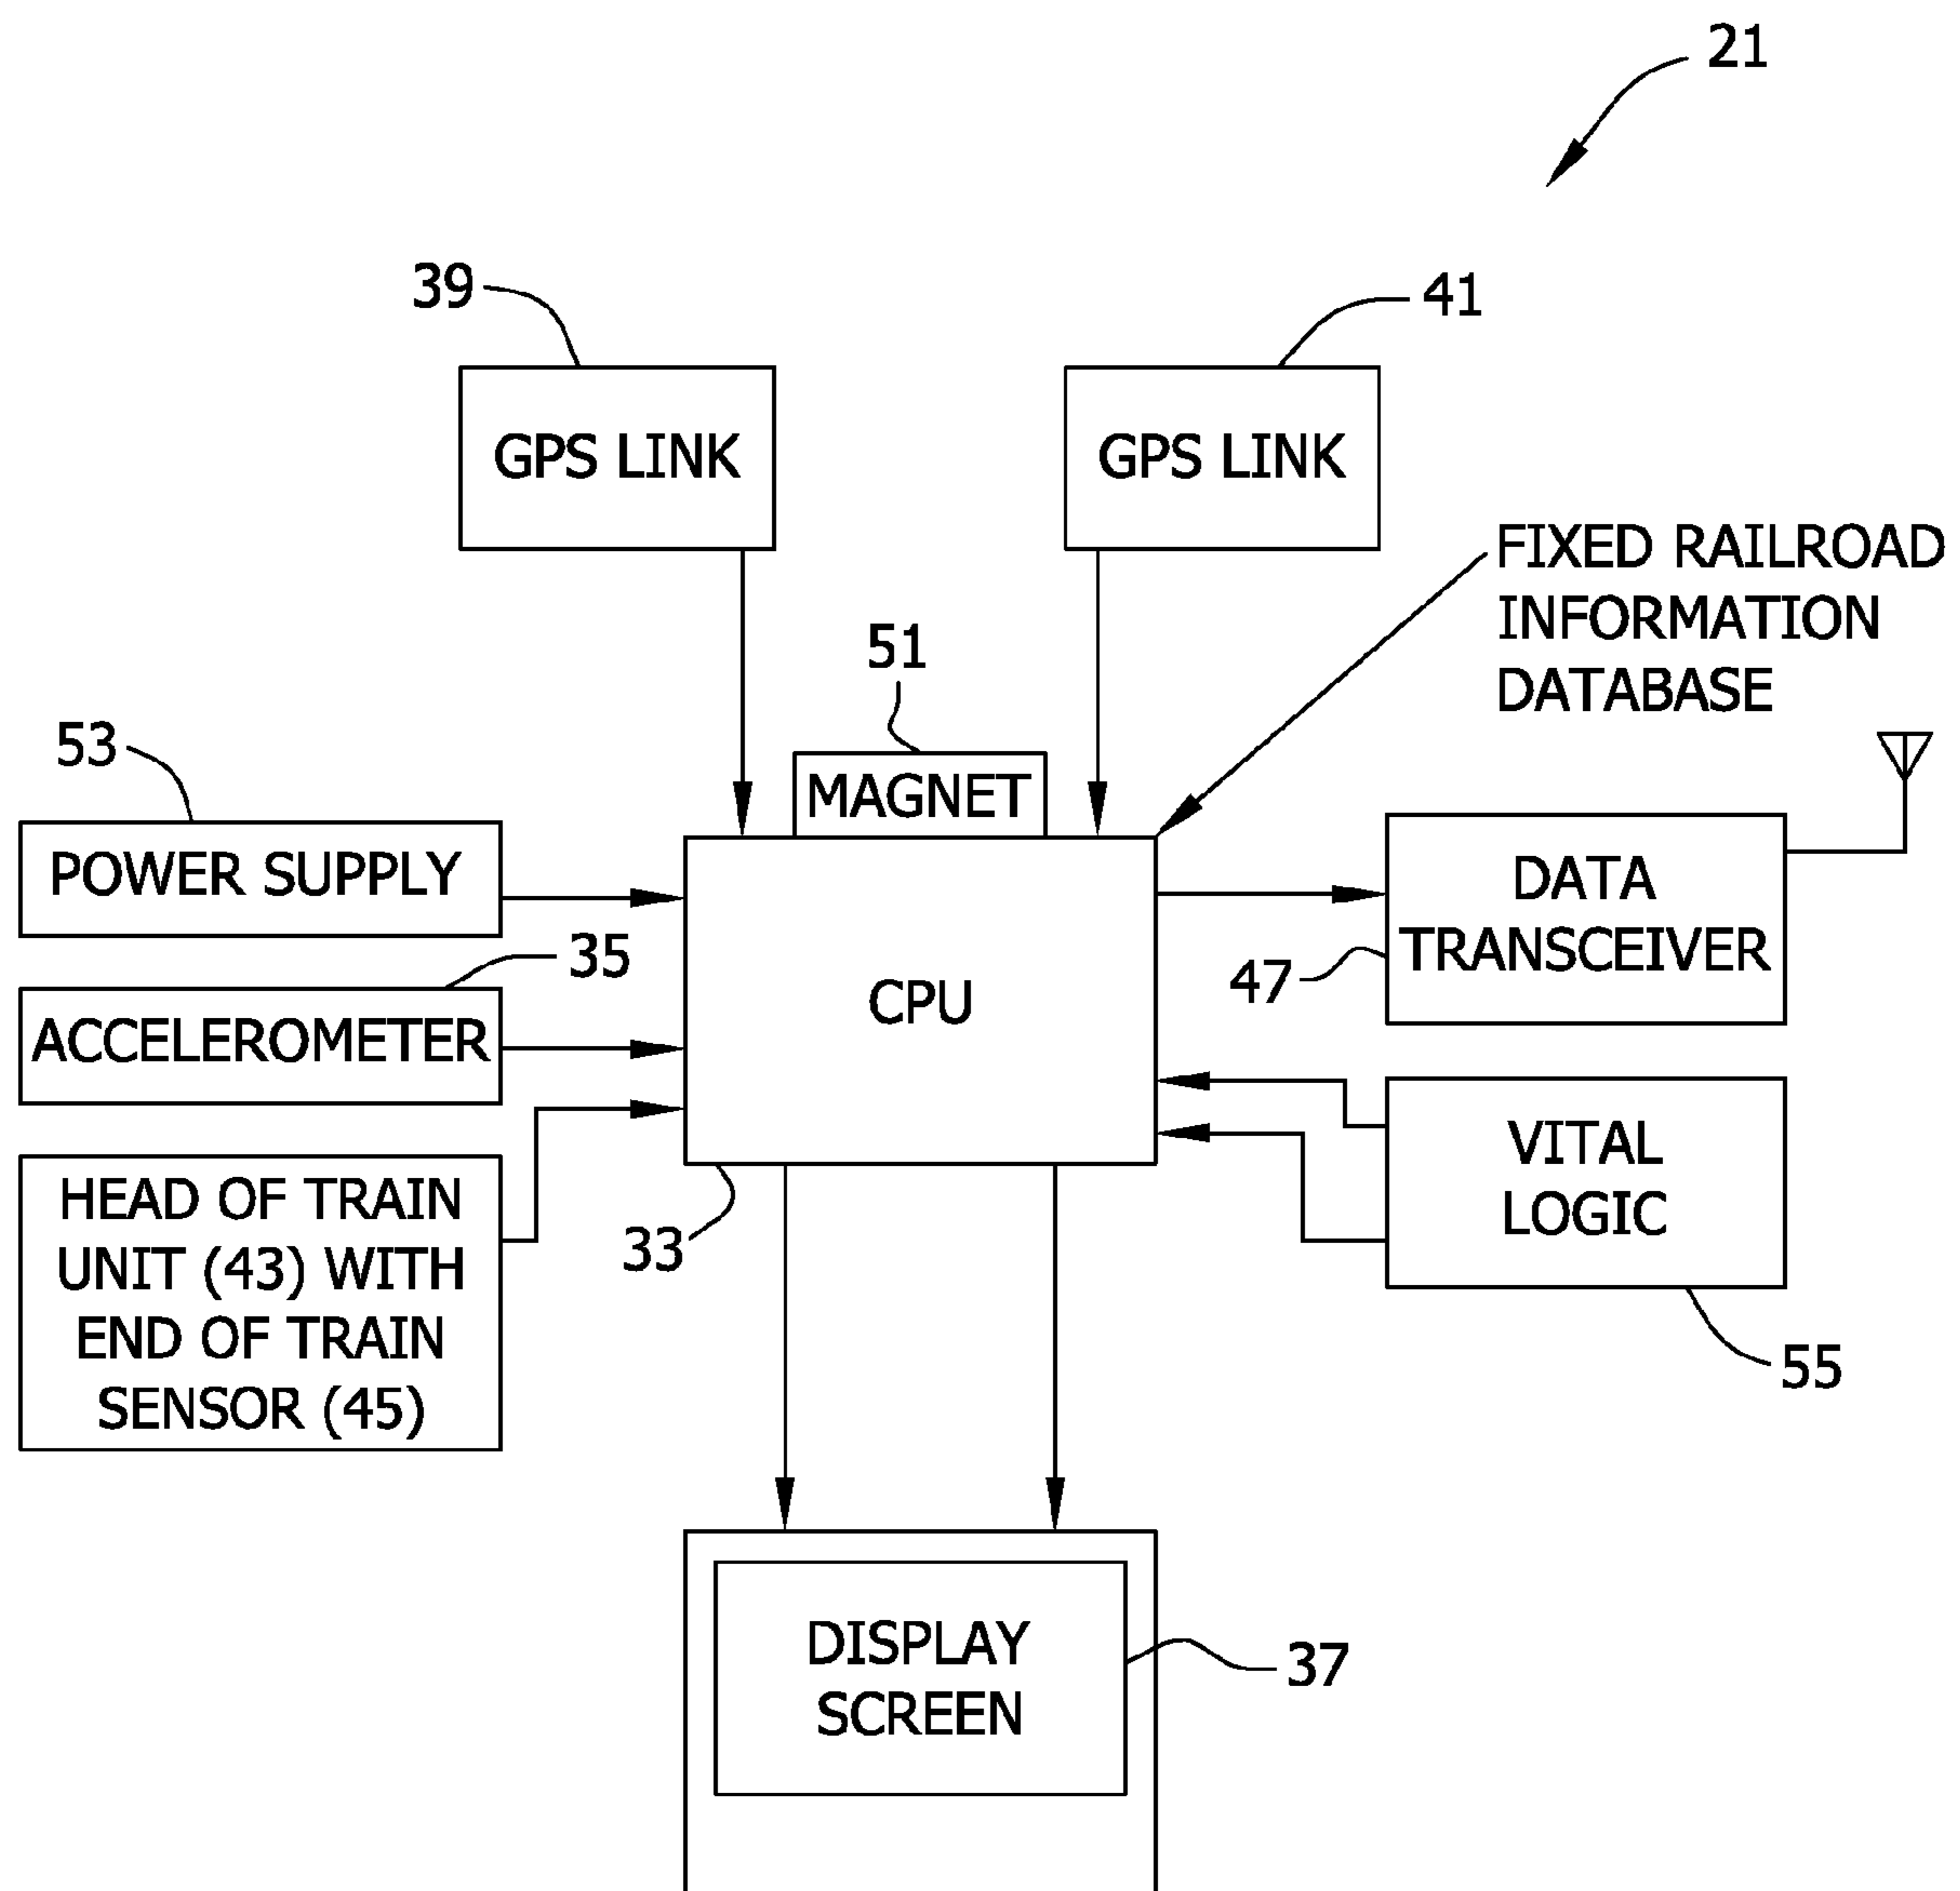 21
39
41
GPS LINK
GPS LINK
FIXED RAILROAD
INFORMATION
DATABASE
51
53
MAGNET
POWER SUPPLY
DATA
TRANSCEIVER
35
47
CPU
ACCELEROMETER
VITAL
LOGIC
HEAD OF TRAIN
UNIT (43) WITH
END OF TRAIN
SENSOR (45)
33
55
DISPLAY
SCREEN
37